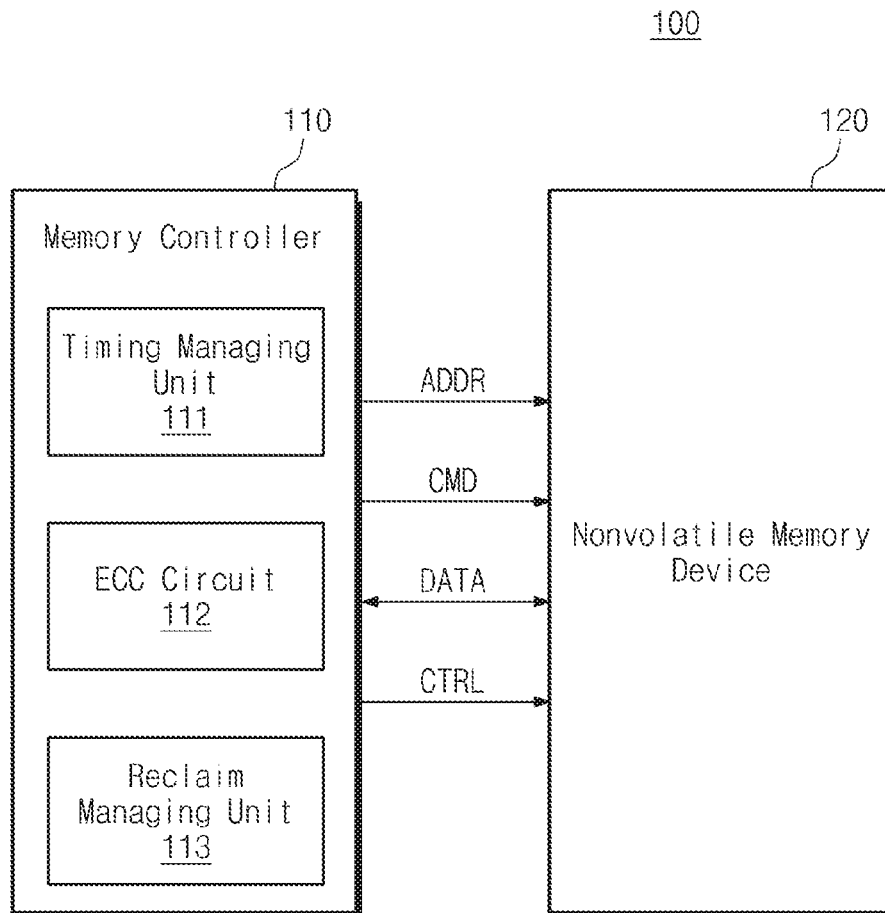 100
110
120
Memory Controller
Timing Managing
Unit
111
ECC Circuit
112
Reclaim
Managing Unit
113
ADDR
CMD
DATA
CTRL
Nonvolatile Memory
Device